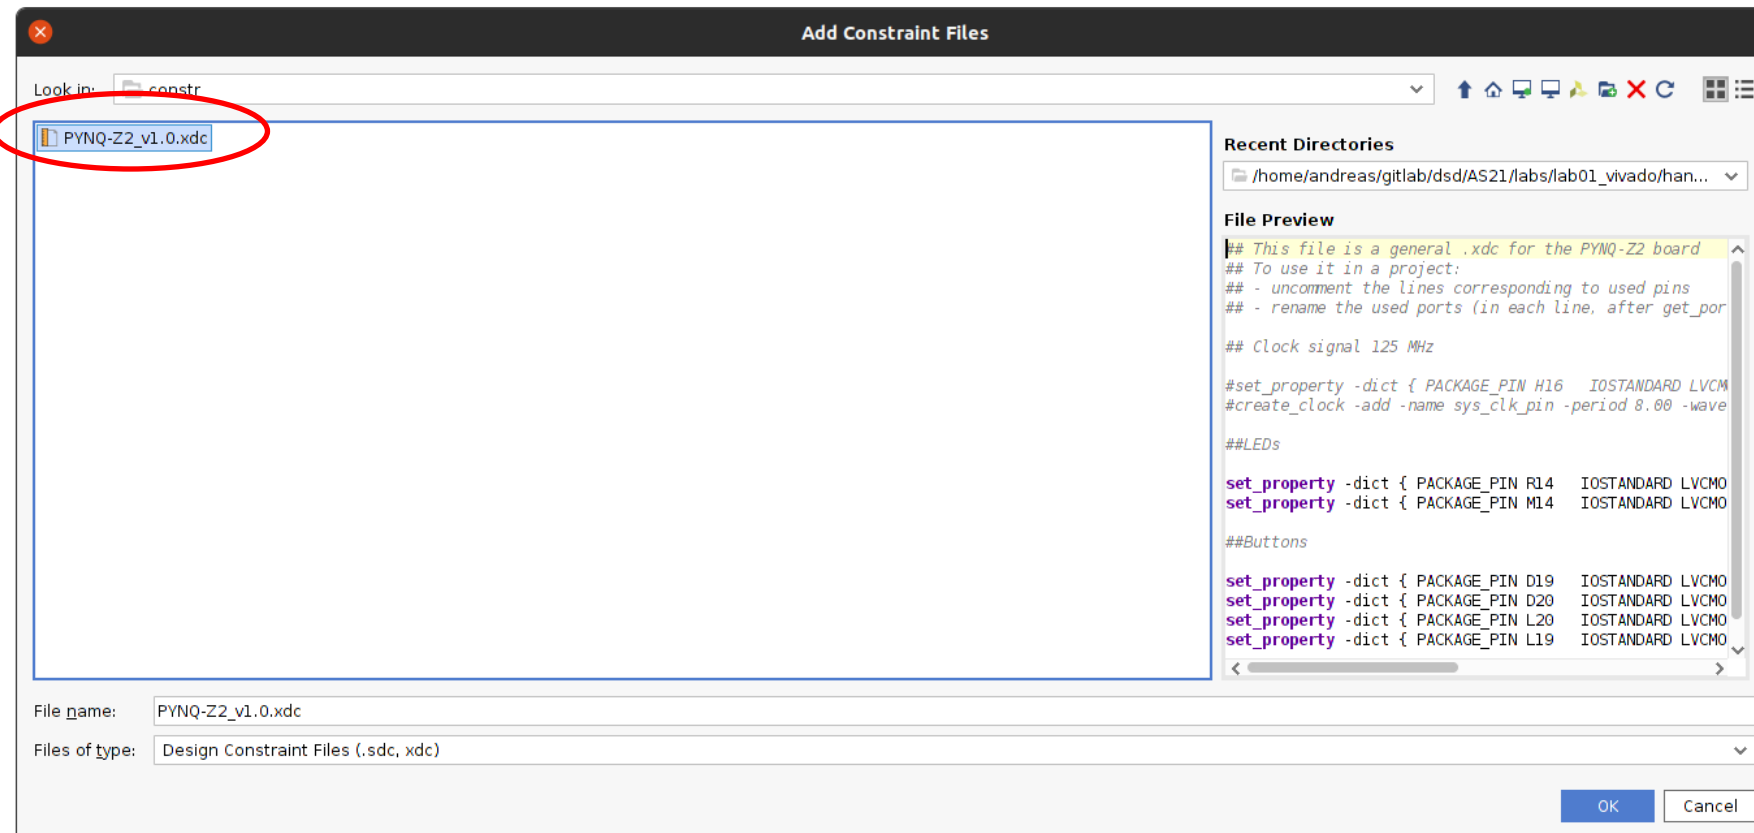 Add Constraint Files
Look in: constr
PYNQ-Z2_v1.0.xdc
Recent Directories
/home/andreas/gitlab/dsd/AS21/labs/lab01_vivado/han...
File Preview
## This file is a general .xdc for the PYNQ-Z2 board
## To use it in a project:
## - uncomment the lines corresponding to used pins
## - rename the used ports (in each line, after get_por
## Clock signal 125 MHz
#set_property -dict { PACKAGE_PIN H16   IOSTANDARD LVCM
#create_clock -add -name sys_clk_pin -period 8.00 -wave
##LEDs
set_property -dict { PACKAGE_PIN R14   IOSTANDARD LVCMO
set_property -dict { PACKAGE_PIN M14   IOSTANDARD LVCMO
##Buttons
set_property -dict { PACKAGE_PIN D19   IOSTANDARD LVCMO
set_property -dict { PACKAGE_PIN D20   IOSTANDARD LVCMO
set_property -dict { PACKAGE_PIN L20   IOSTANDARD LVCMO
set_property -dict { PACKAGE_PIN L19   IOSTANDARD LVCMO
File name: PYNQ-Z2_v1.0.xdc
Files of type: Design Constraint Files (.sdc, xdc)
OK Cancel